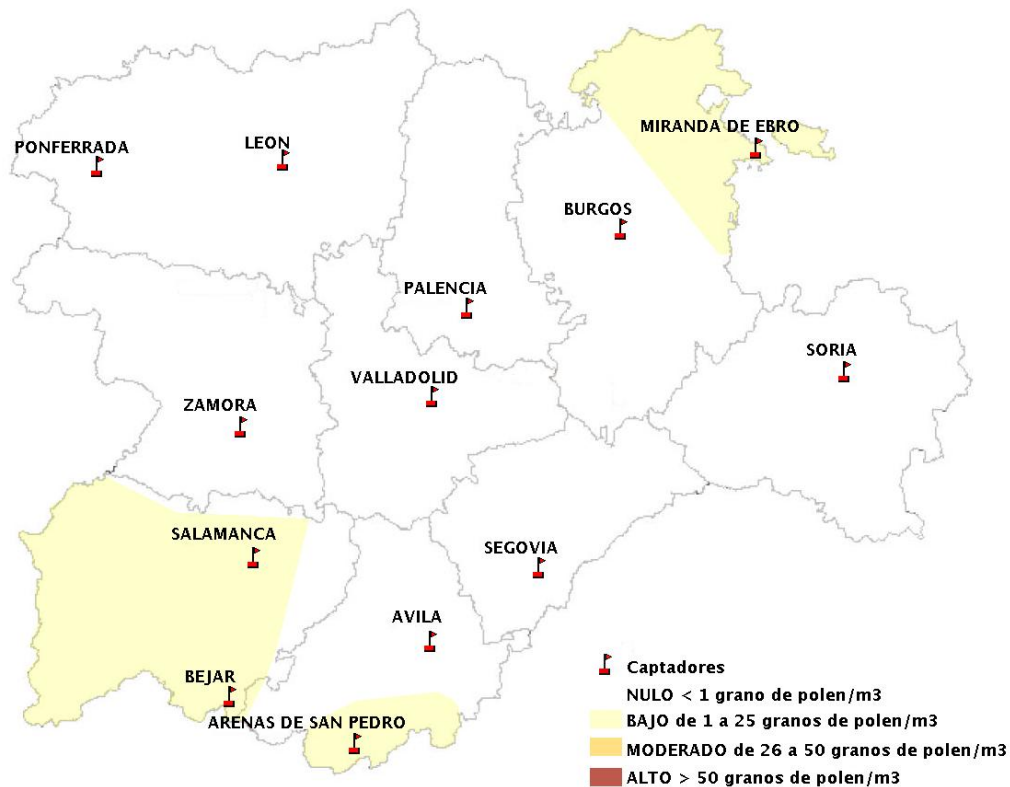 MIRANDA DE EBRO
PONFERRADA
LEON
BURGOS
PALENCIA
SORIA
VALLADOLID
ZAMORA
SALAMANCA
SEGOVIA
AVILA
BEJAR
ARENAS DE SAN PEDRO
Captadores
NULO < 1 grano de polen/m3
BAJO de 1 a 25 granos de polen/m3
MODERADO de 26 a 50 granos de polen/m3
ALTO > 50 granos de polen/m3